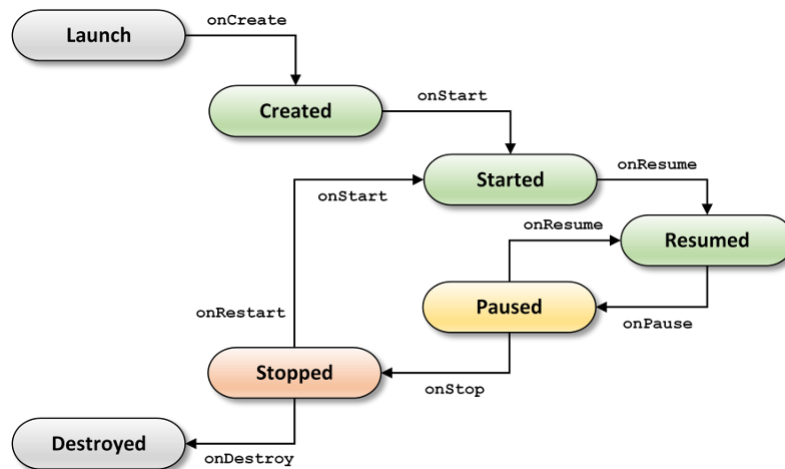 onCreate
Launch
Created
onStart
Started
onResume
onStart
onResume
Resumed
Paused
onRestart
onPause
Stopped
onStop
Destroyed
onDestroy